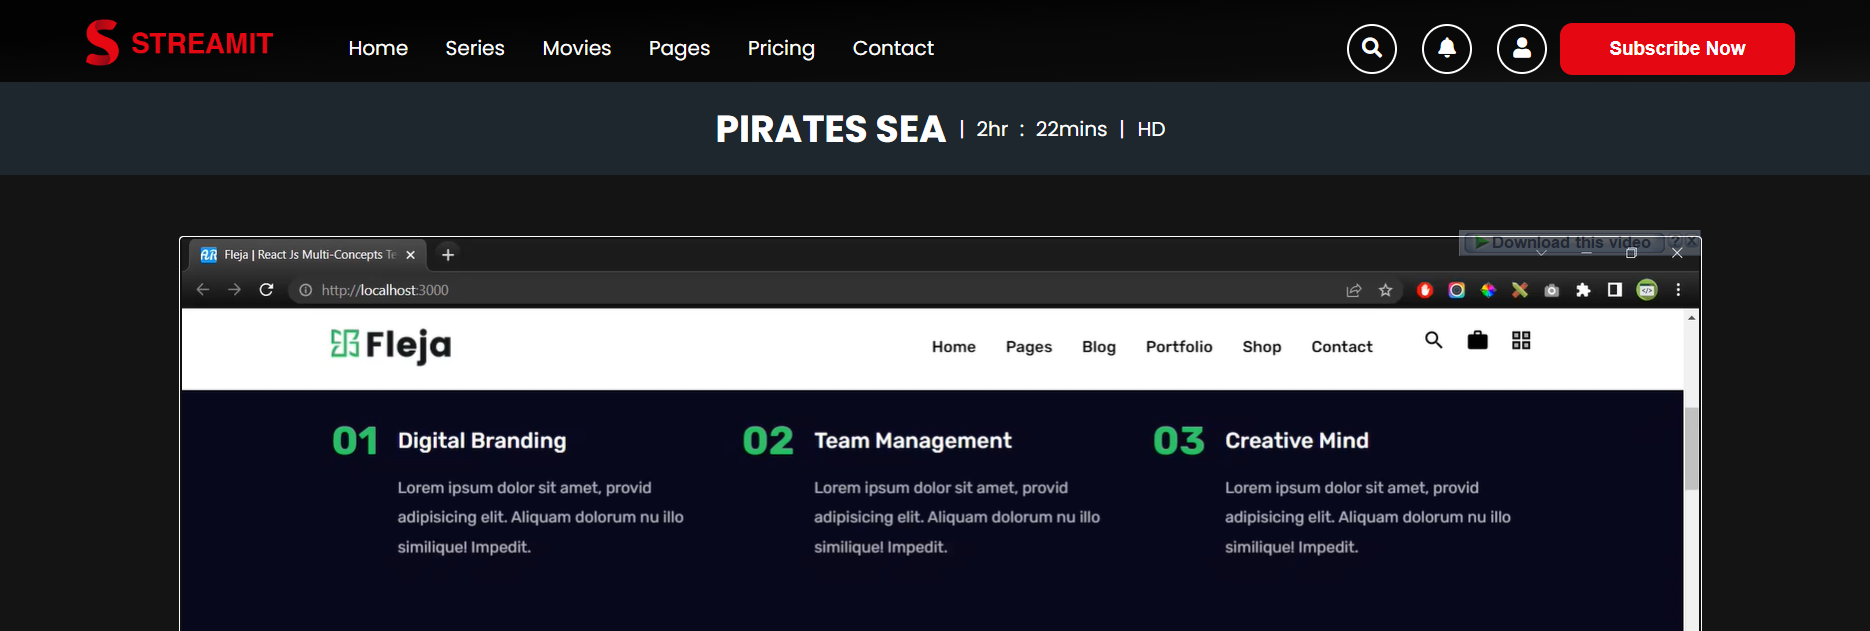 STREAMIT Home Series Movies Pages Pricing Contact Subscribe Now
PIRATES SEA | 2hr : 22mins | HD
Download this video ? X
Fleja | React Js Multi-Concepts Te
http://localhost:3000
Fleja Home Pages Blog Portfolio Shop Contact
01 Digital Branding
Lorem ipsum dolor sit amet, provid
adipisicing elit. Aliquam dolorum nu illo
similique! Impedit.
02 Team Management
Lorem ipsum dolor sit amet, provid
adipisicing elit. Aliquam dolorum nu illo
similique! Impedit.
03 Creative Mind
Lorem ipsum dolor sit amet, provid
adipisicing elit. Aliquam dolorum nu illo
similique! Impedit.